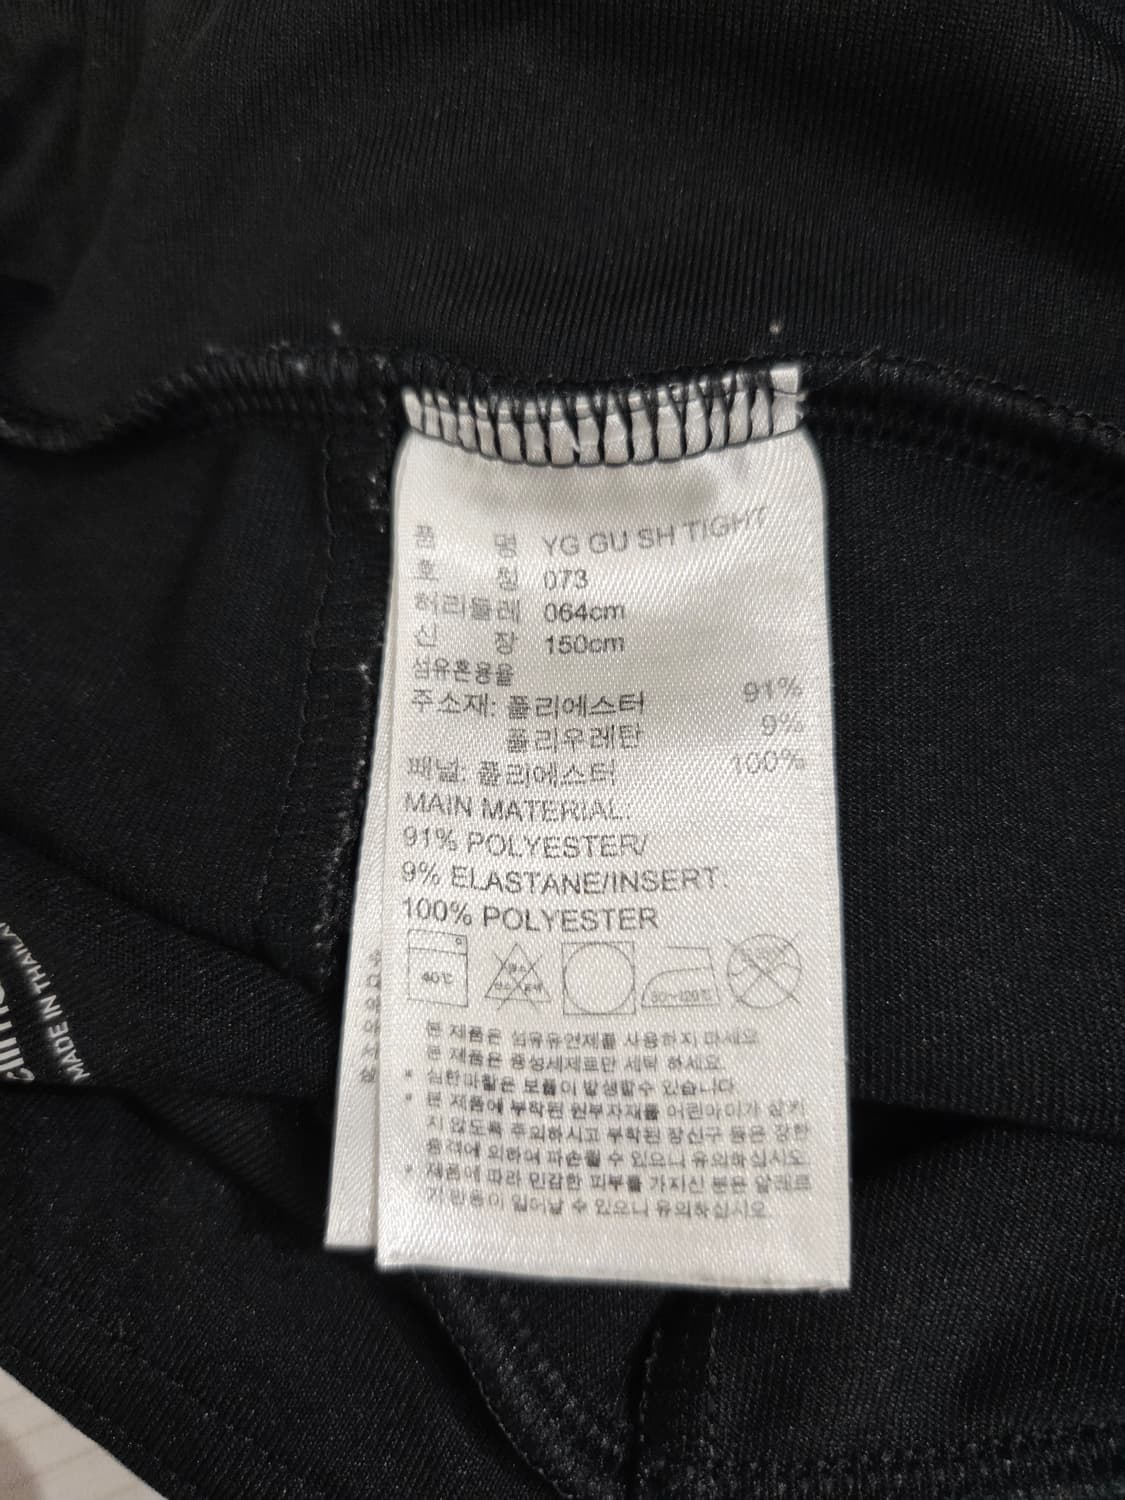 품 명 YG GU SH TIGHT
호 칭 073
허리둘레 064cm
신 장 150cm
섬유혼용율
주소재: 폴리에스터 91%
폴리우레탄 9%
패널: 폴리에스터 100%
MAIN MATERIAL:
91% POLYESTER/
9% ELASTANE/INSERT:
100% POLYESTER
40℃
80~120℃
본 제품은 섬유유연제를 사용하지 마세요
본 제품은 중성세제로만 세탁 하세요.
* 심한마찰은 보풀이 발생할수 있습니다
* 본 제품에 부착된 원부자재를 어린아이가 삼키
지 않도록 주의하시고 부착된 장신구 등은 강한
충격에 의하여 파손될 수 있으니 유의하십시오
* 제품에 따라 민감한 피부를 가지신 분은 알레르
기 반응이 일어날 수 있으니 유의하십시오.
MADE IN THAILA